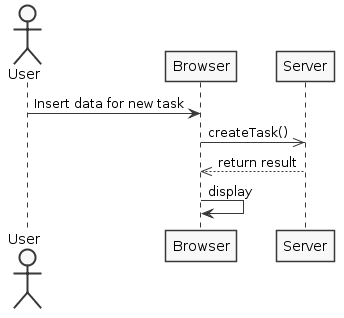 User
Browser
Server
Insert data for new task
createTask()
return result
display
User
Browser
Server